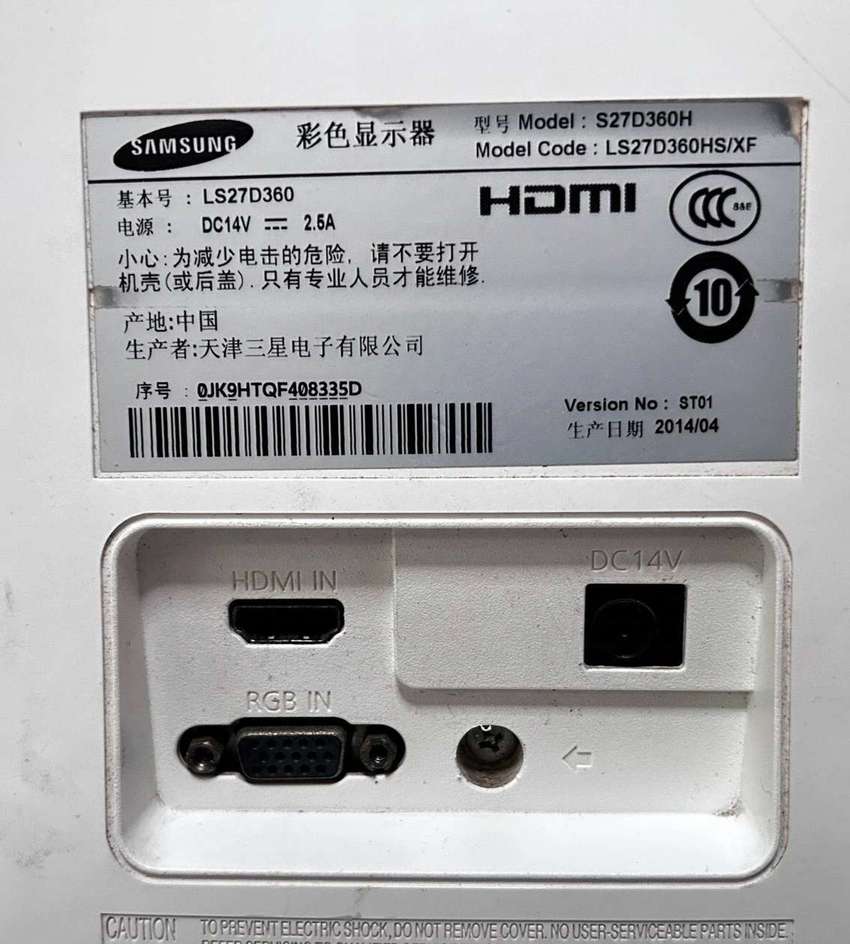 SAMSUNG 彩色显示器 型号 Model : S27D360H
Model Code : LS27D360HS/XF
基本号 : LS27D360
电源 : DC14V 2.5A
HDMI
CCC S&E
小心:为减少电击的危险, 请不要打开
机壳(或后盖). 只有专业人员才能维修.
10
产地:中国
生产者:天津三星电子有限公司
序号 : 0JK9HTQF408335D
Version No : ST01
生产日期 2014/04
HDMI IN
DC14V
RGB IN
CAUTION TO PREVENT ELECTRIC SHOCK, DO NOT REMOVE COVER. NO USER-SERVICEABLE PARTS INSIDE.